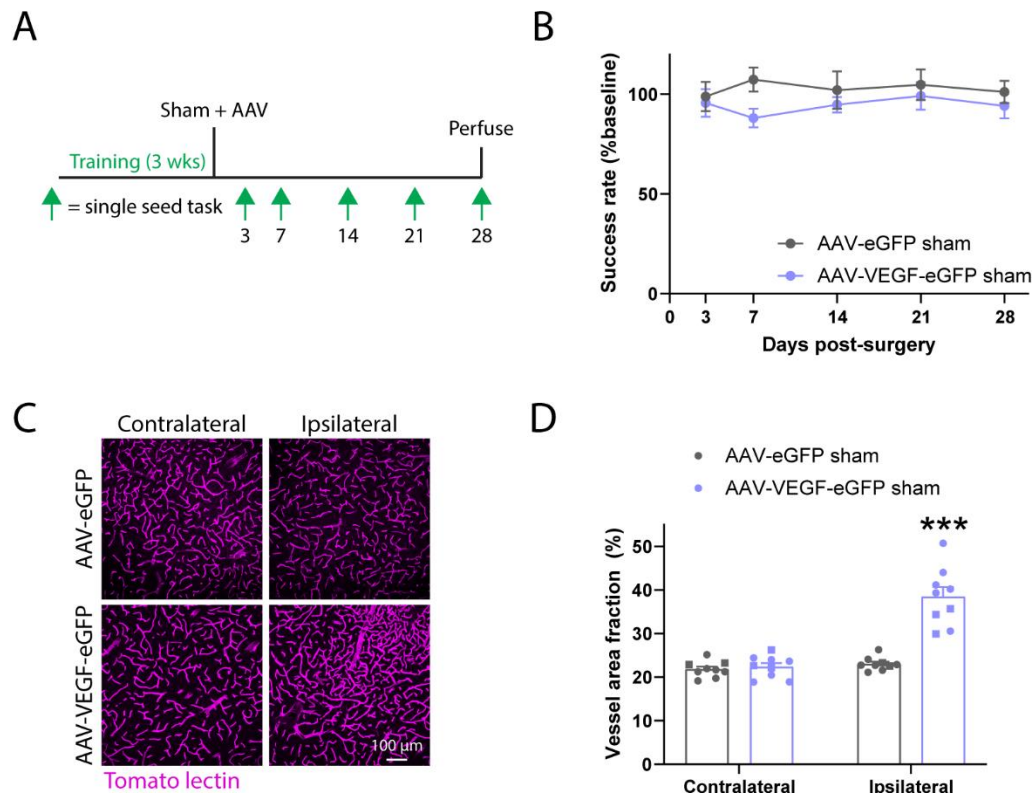 A
Sham + AAV
Perfuse
Training (3 wks)
= single seed task
3 7 14 21 28
B
Success rate (%baseline)
100
50
0
0 3 7 14 21 28
Days post-surgery
AAV-eGFP sham
AAV-VEGF-eGFP sham
C
Contralateral Ipsilateral
AAV-eGFP
AAV-VEGF-eGFP
100 µm
Tomato lectin
D
AAV-eGFP sham
AAV-VEGF-eGFP sham
***
Vessel area fraction (%)
50
40
30
20
10
0
Contralateral Ipsilateral